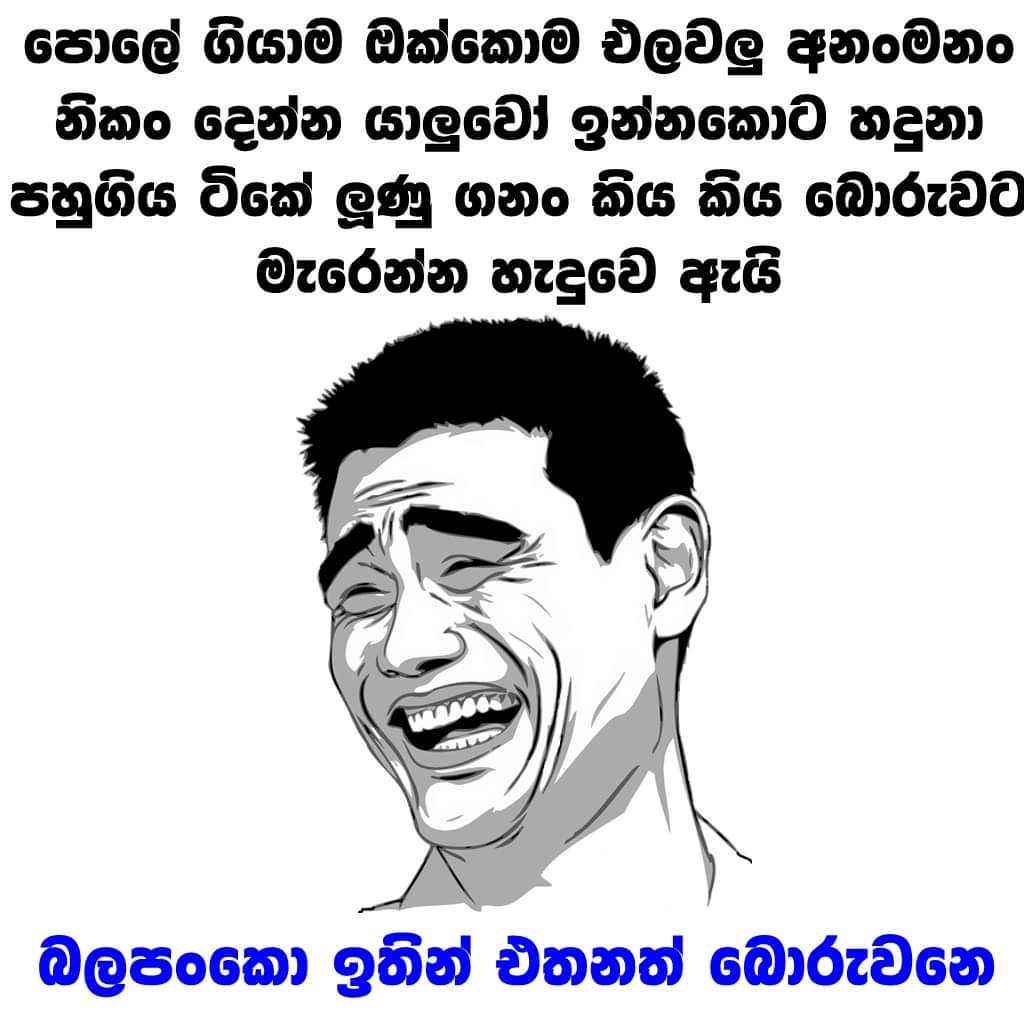 පොලේ ගියාම ඔක්කොම එලවලු අනංමනං
නිකං දෙන්න යාලුවෝ ඉන්නකොට හදුනා
පහුගිය ටිකේ ලූණු ගනං කිය කිය බොරුවට
මැරෙන්න හැදුවෙ ඇයි
බලපංකො ඉතින් එතනත් බොරුවනෙ